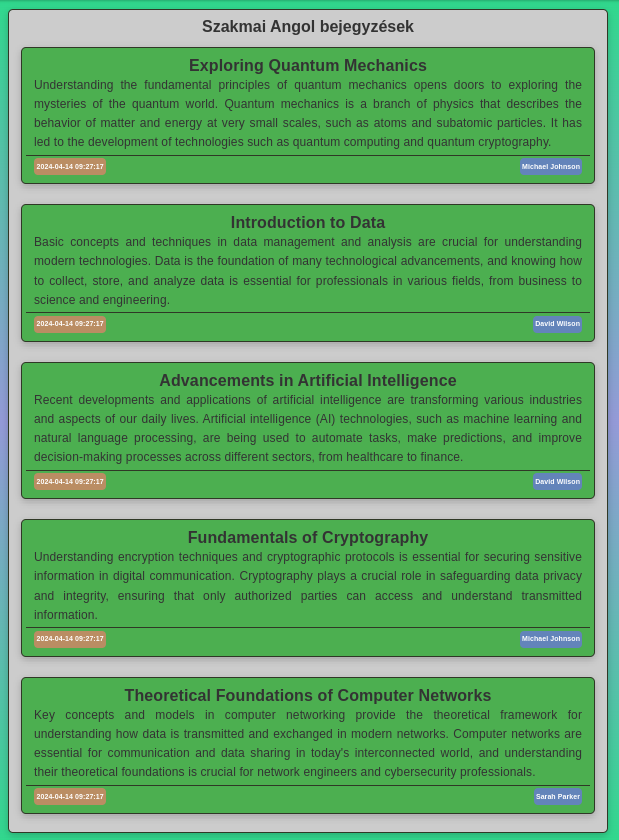 Szakmai Angol bejegyzések
Exploring Quantum Mechanics
Understanding the fundamental principles of quantum mechanics opens doors to exploring the
mysteries of the quantum world. Quantum mechanics is a branch of physics that describes the
behavior of matter and energy at very small scales, such as atoms and subatomic particles. It has
led to the development of technologies such as quantum computing and quantum cryptography.
2024-04-14 09:27:17 Michael Johnson
Introduction to Data
Basic concepts and techniques in data management and analysis are crucial for understanding
modern technologies. Data is the foundation of many technological advancements, and knowing how
to collect, store, and analyze data is essential for professionals in various fields, from business to
science and engineering.
2024-04-14 09:27:17 David Wilson
Advancements in Artificial Intelligence
Recent developments and applications of artificial intelligence are transforming various industries
and aspects of our daily lives. Artificial intelligence (AI) technologies, such as machine learning and
natural language processing, are being used to automate tasks, make predictions, and improve
decision-making processes across different sectors, from healthcare to finance.
2024-04-14 09:27:17 David Wilson
Fundamentals of Cryptography
Understanding encryption techniques and cryptographic protocols is essential for securing sensitive
information in digital communication. Cryptography plays a crucial role in safeguarding data privacy
and integrity, ensuring that only authorized parties can access and understand transmitted
information.
2024-04-14 09:27:17 Michael Johnson
Theoretical Foundations of Computer Networks
Key concepts and models in computer networking provide the theoretical framework for
understanding how data is transmitted and exchanged in modern networks. Computer networks are
essential for communication and data sharing in today's interconnected world, and understanding
their theoretical foundations is crucial for network engineers and cybersecurity professionals.
2024-04-14 09:27:17 Sarah Parker